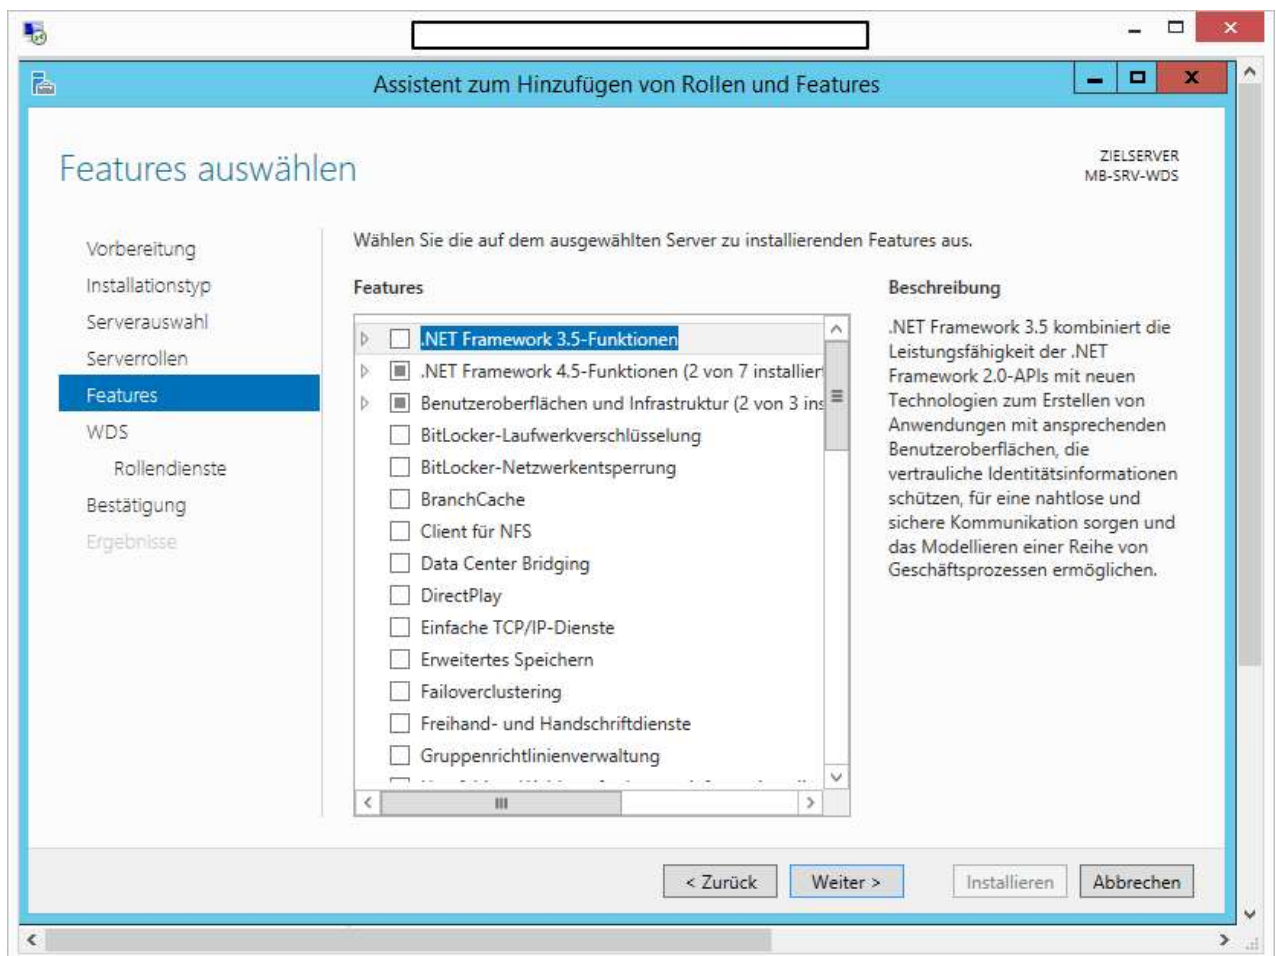 Assistent zum Hinzufügen von Rollen und Features
Features auswählen
ZIELSERVER
MB-SRV-WDS
Vorbereitung
Installationstyp
Serverauswahl
Serverrollen
Features
WDS
Rollendienste
Bestätigung
Ergebnisse
Wählen Sie die auf dem ausgewählten Server zu installierenden Features aus.
Features
.NET Framework 3.5-Funktionen
.NET Framework 4.5-Funktionen (2 von 7 installiert
Benutzeroberflächen und Infrastruktur (2 von 3 ins
BitLocker-Laufwerkverschlüsselung
BitLocker-Netzwerkentsperrung
BranchCache
Client für NFS
Data Center Bridging
DirectPlay
Einfache TCP/IP-Dienste
Erweitertes Speichern
Failoverclustering
Freihand- und Handschriftdienste
Gruppenrichtlinienverwaltung
Beschreibung
.NET Framework 3.5 kombiniert die
Leistungsfähigkeit der .NET
Framework 2.0-APIs mit neuen
Technologien zum Erstellen von
Anwendungen mit ansprechenden
Benutzeroberflächen, die
vertrauliche Identitätsinformationen
schützen, für eine nahtlose und
sichere Kommunikation sorgen und
das Modellieren einer Reihe von
Geschäftsprozessen ermöglichen.
< Zurück
Weiter >
Installieren
Abbrechen